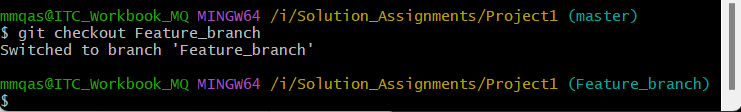 mmqas@ITC_Workbook_MQ MINGW64 /i/Solution_Assignments/Project1 (master)
$ git checkout Feature_branch
Switched to branch 'Feature_branch'
mmqas@ITC_Workbook_MQ MINGW64 /i/Solution_Assignments/Project1 (Feature_branch)
$